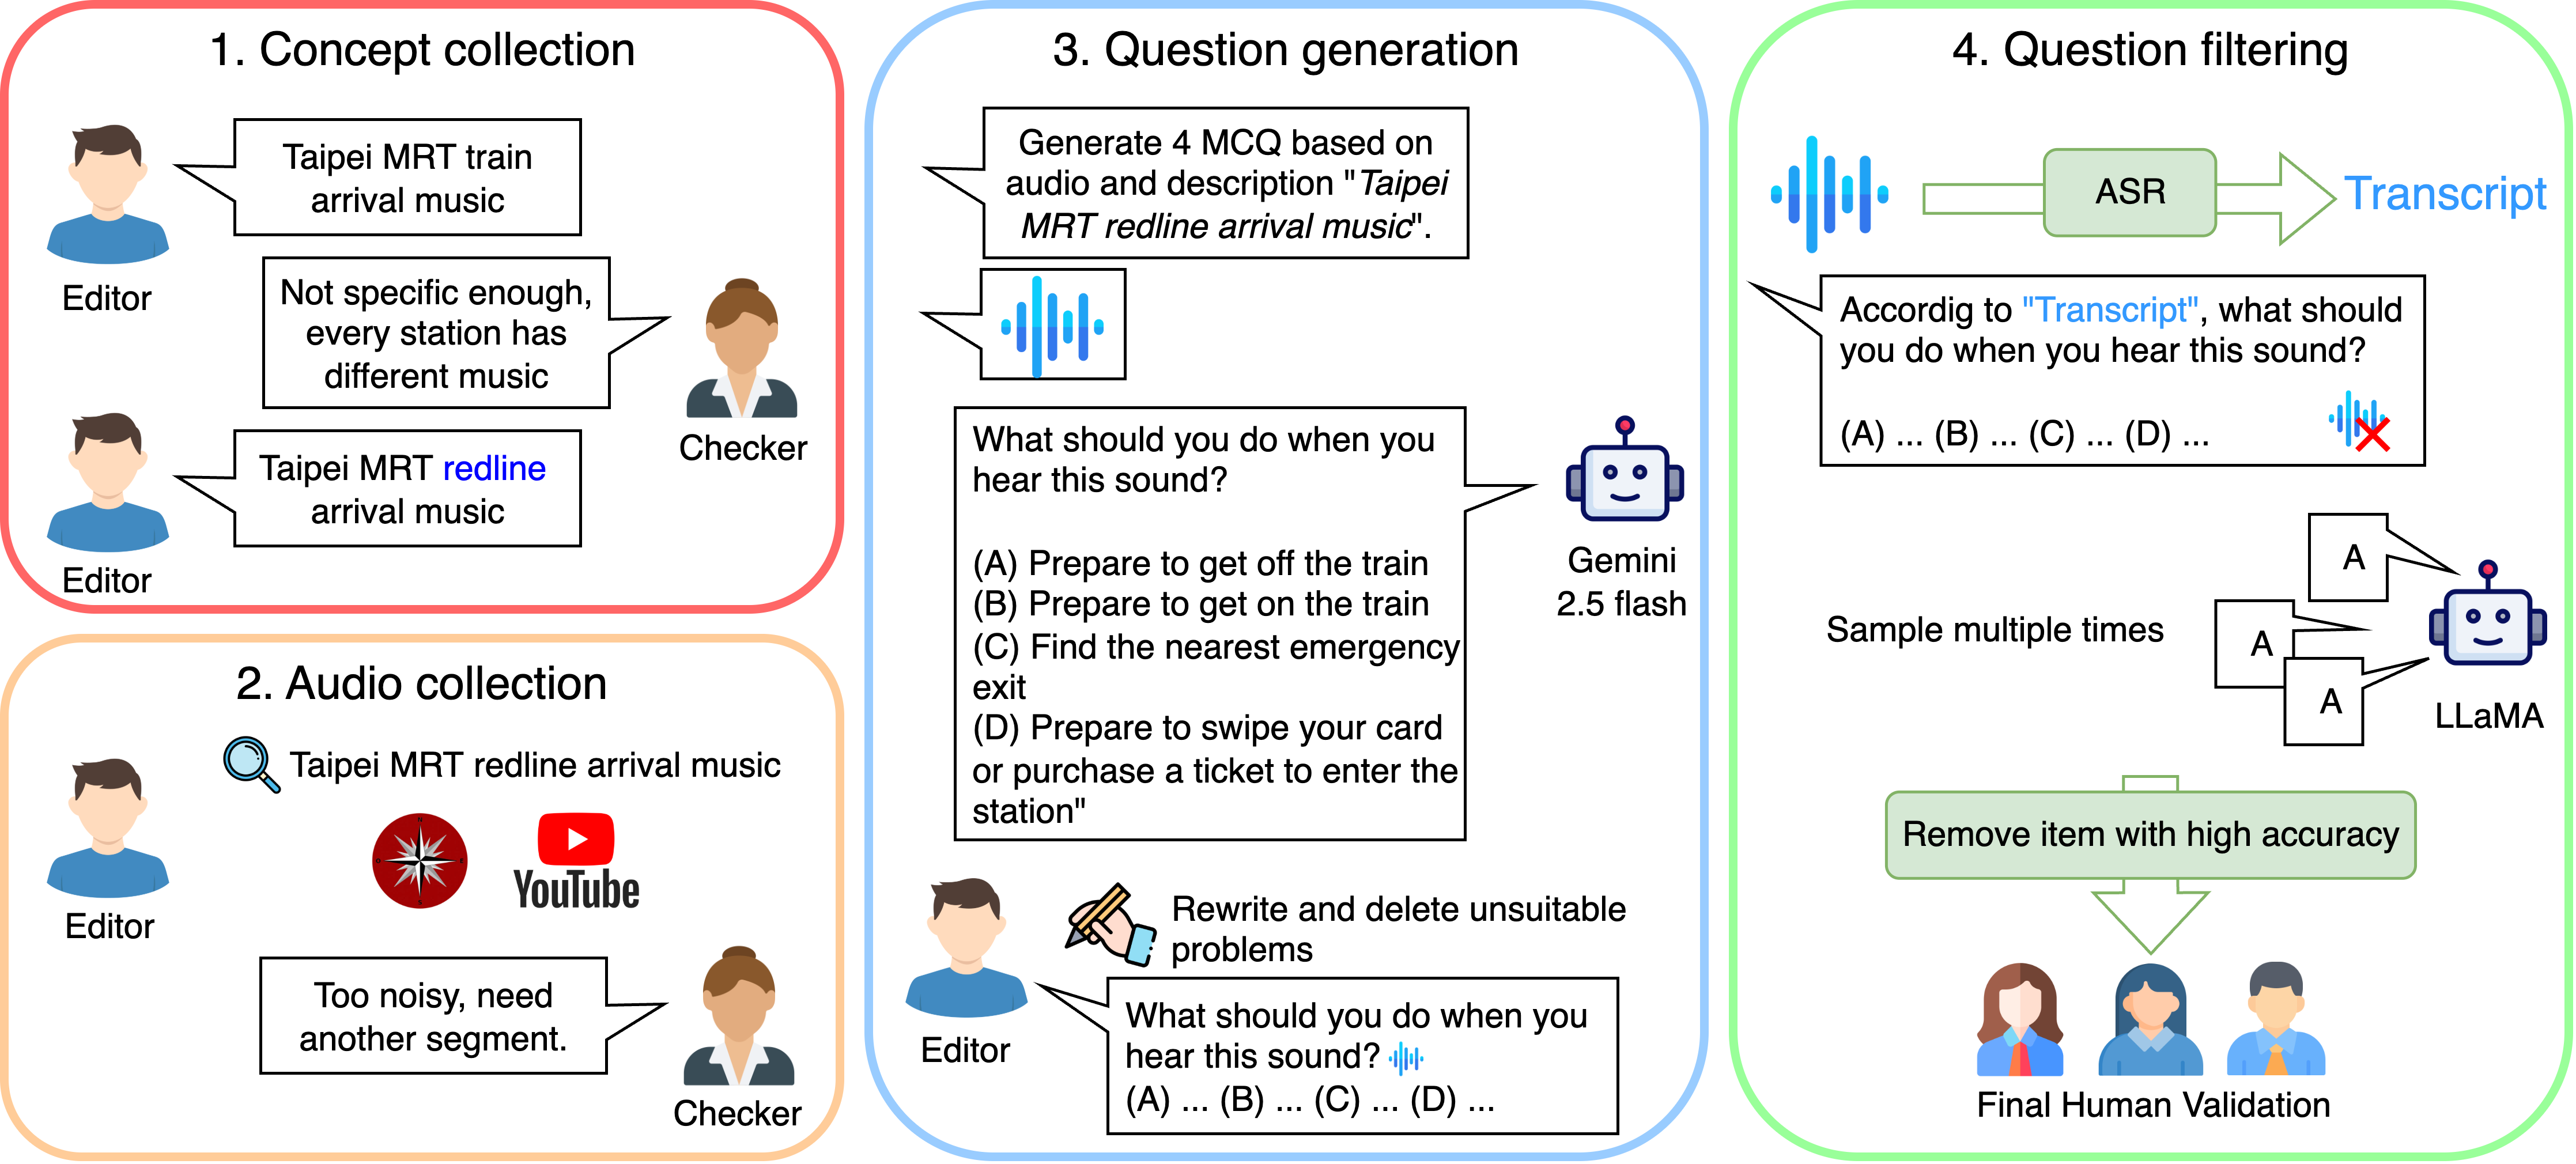 1. Concept collection
Taipei MRT train
arrival music
Editor
Not specific enough,
every station has
different music
Checker
Taipei MRT redline
arrival music
Editor
2. Audio collection
Taipei MRT redline arrival music
YouTube
Editor
Too noisy, need
another segment.
Checker
3. Question generation
Generate 4 MCQ based on
audio and description "Taipei
MRT redline arrival music".
What should you do when you
hear this sound?
(A) Prepare to get off the train
(B) Prepare to get on the train
(C) Find the nearest emergency
exit
(D) Prepare to swipe your card
or purchase a ticket to enter the
station"
Gemini
2.5 flash
Rewrite and delete unsuitable
problems
Editor
What should you do when you
hear this sound?
(A) ... (B) ... (C) ... (D) ...
4. Question filtering
ASR
Transcript
Accordig to "Transcript", what should
you do when you hear this sound?
(A) ... (B) ... (C) ... (D) ...
A
Sample multiple times
A
A
LLaMA
Remove item with high accuracy
Final Human Validation